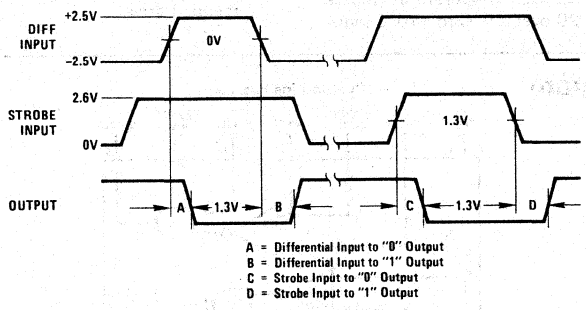 +2.5V
DIFF
INPUT
0V
−2.5V
2.6V
STROBE
INPUT
1.3V
0V
OUTPUT
A
1.3V
B
C
1.3V
D
A = Differential Input to "0" Output
B = Differential Input to "1" Output
C = Strobe Input to "0" Output
D = Strobe Input to "1" Output